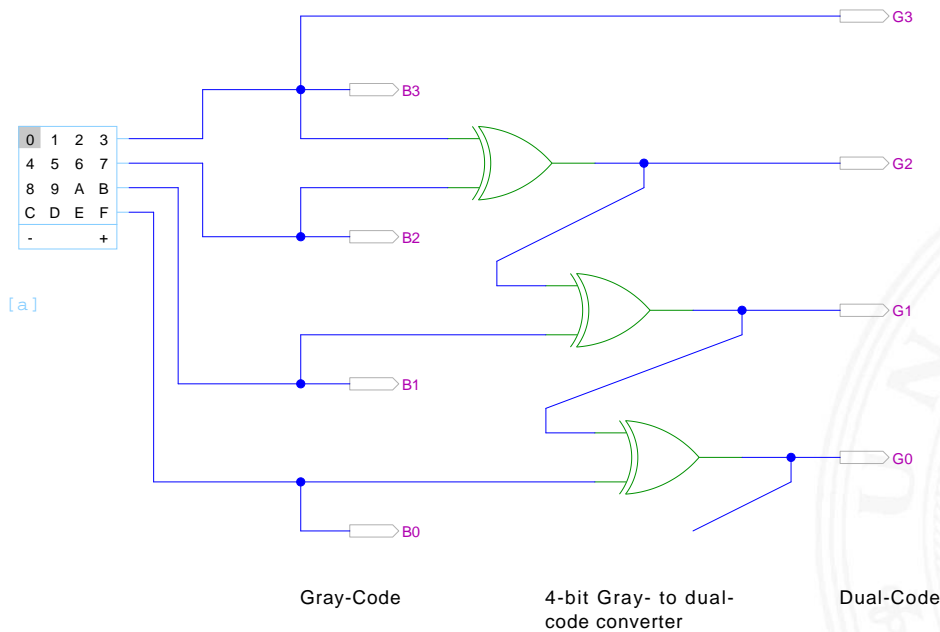 G3
B3
0 1 2 3
4 5 6 7
8 9 A B
C D E F
- +
G2
B2
[a]
G1
B1
G0
B0
Gray-Code
4-bit Gray- to dual-
code converter
Dual-Code
U N